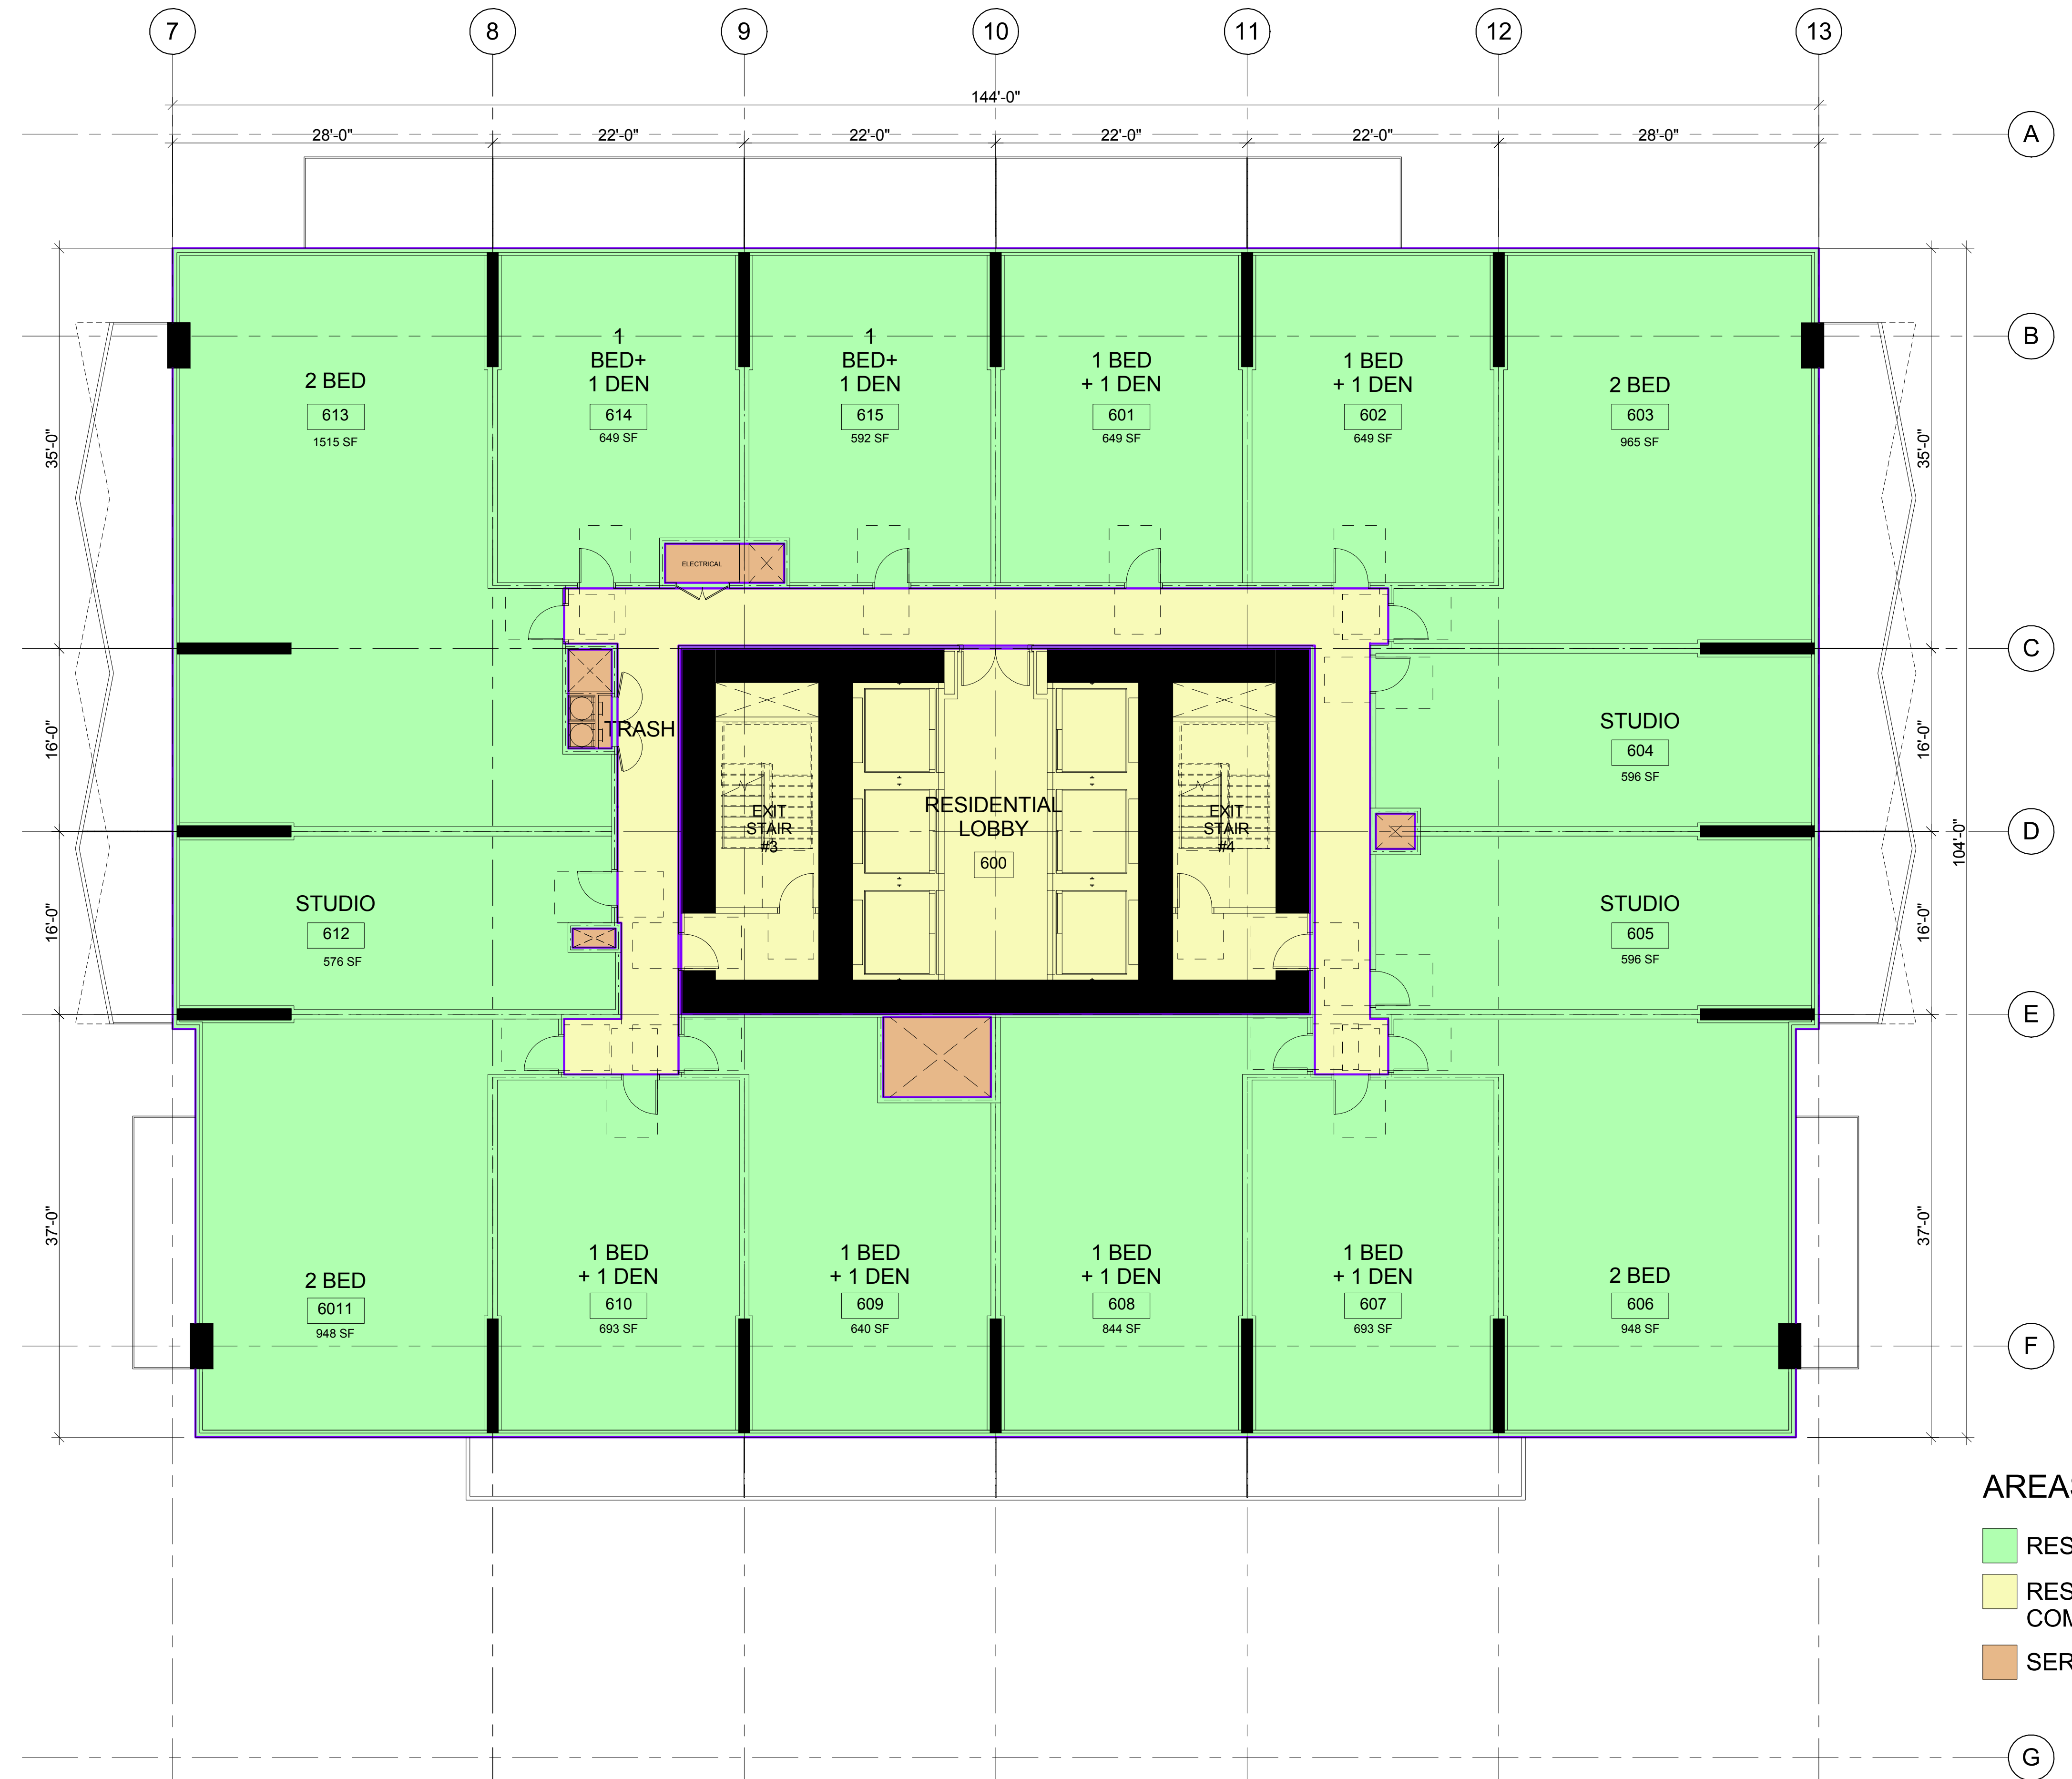 7
8
9
10
11
12
13
144'-0"
28'-0"
22'-0"
22'-0"
22'-0"
22'-0"
28'-0"
A
B
C
D
E
F
G
35'-0"
16'-0"
16'-0"
37'-0"
35'-0"
16'-0"
16'-0"
37'-0"
104'-0"
2 BED
613
1515 SF
1
BED+
1 DEN
614
649 SF
1
BED+
1 DEN
615
592 SF
1 BED
+ 1 DEN
601
649 SF
1 BED
+ 1 DEN
602
649 SF
2 BED
603
965 SF
ELECTRICAL
TRASH
EXIT
STAIR
#3
RESIDENTIAL
LOBBY
600
EXIT
STAIR
#4
STUDIO
604
596 SF
STUDIO
612
576 SF
STUDIO
605
596 SF
2 BED
6011
948 SF
1 BED
+ 1 DEN
610
693 SF
1 BED
+ 1 DEN
609
640 SF
1 BED
+ 1 DEN
608
844 SF
1 BED
+ 1 DEN
607
693 SF
2 BED
606
948 SF
AREAS
RES
RES
COM
SER